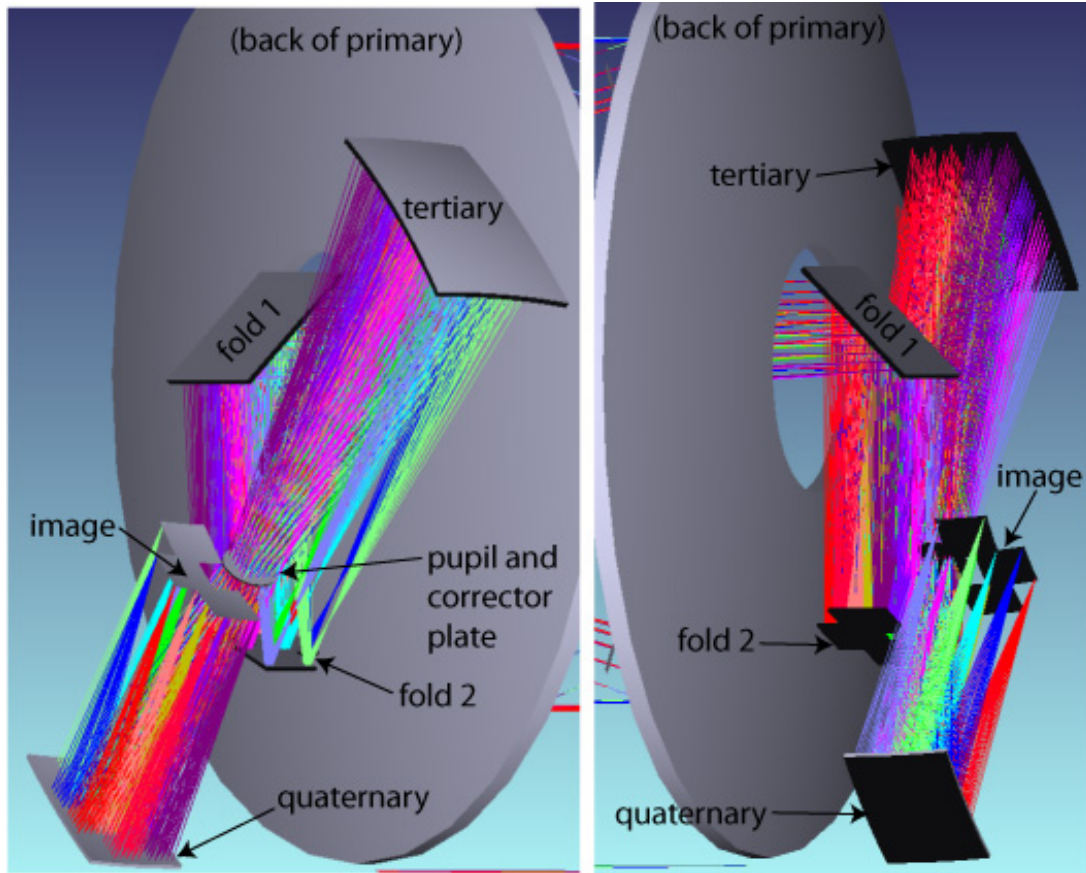 (back of primary)
tertiary
fold 1
image
pupil and
corrector
plate
fold 2
quaternary
(back of primary)
tertiary
fold 1
image
fold 2
quaternary